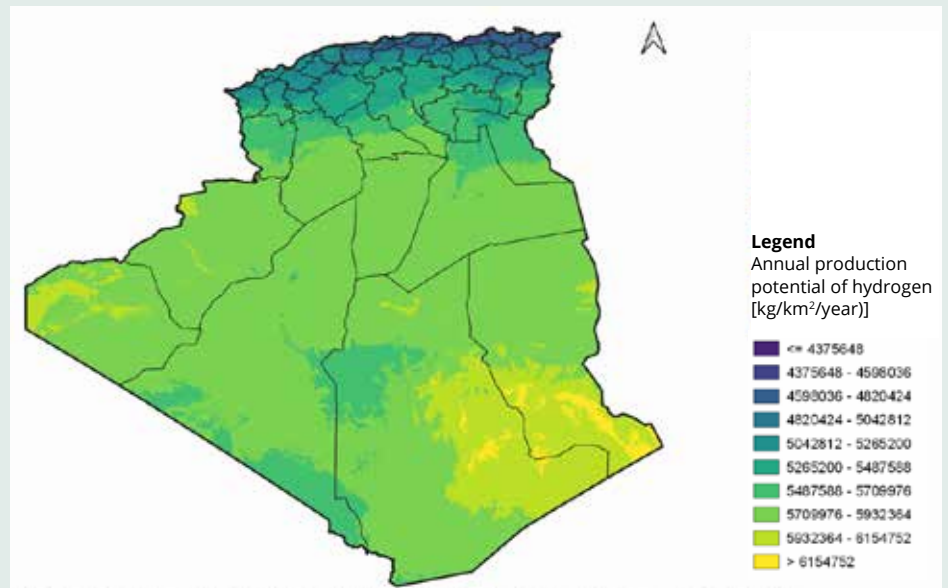 Legend
Annual production
potential of hydrogen
[kg/km²/year)]
<= 4375648
4375648 - 4598036
4598036 - 4820424
4820424 - 5042812
5042812 - 5265200
5265200 - 5487588
5487588 - 5709976
5709976 - 5932364
5932364 - 6154752
> 6154752